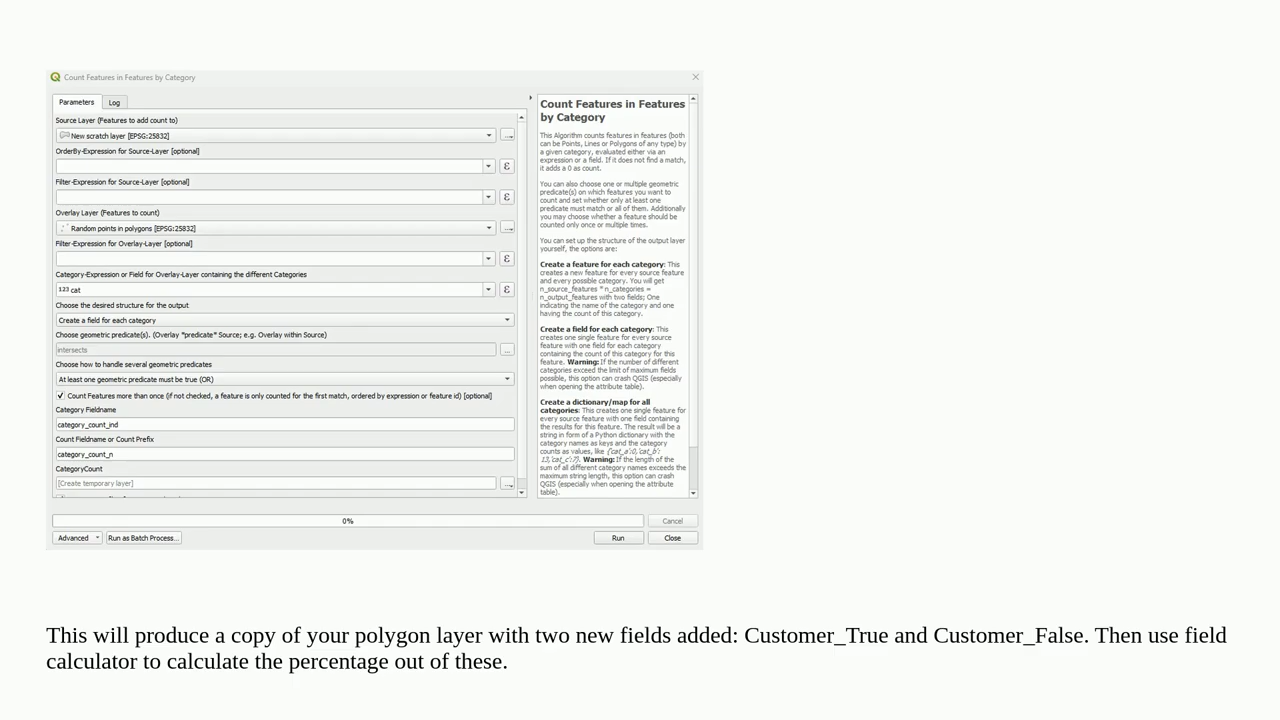 Count Features in Features by Category
Parameters
Log
Source Layer (Features to add count to)
New scratch layer [EPSG:25832]
...
OrderBy-Expression for Source-Layer [optional]
ε
Filter-Expression for Source-Layer [optional]
ε
Overlay Layer (Features to count)
Random points in polygons [EPSG:25832]
...
Filter-Expression for Overlay-Layer [optional]
ε
Category-Expression or Field for Overlay-Layer containing the different Categories
123 cat
ε
Choose the desired structure for the output
Create a field for each category
Choose geometric predicate(s). (Overlay *predicate* Source; e.g. Overlay within Source)
intersects
...
Choose how to handle several geometric predicates
At least one geometric predicate must be true (OR)
Count Features more than once (if not checked, a feature is only counted for the first match, ordered by expression or feature id) [optional]
Category Fieldname
category_count_ind
Count Fieldname or Count Prefix
category_count_n
CategoryCount
[Create temporary layer]
...
Count Features in Features
by Category
This Algorithm counts features in features (both
can be Points, Lines or Polygons of any type) by
a given category, evaluated either via an
expression or a field. If it does not find a match,
it adds a 0 as count.
You can also choose one or multiple geometric
predicate(s) on which features you want to
count and set whether only at least one
predicate must match or all of them. Additionally
you may choose whether a feature should be
counted only once or multiple times.
You can set up the structure of the output layer
yourself, the options are:
Create a feature for each category: This
creates a new feature for every source feature
and every possible category. You will get
n_source_features * n_categories =
n_output_features with two fields; One
indicating the name of the category and one
having the count of this category.
Create a field for each category: This
creates one single feature for every source
feature with one field for each category
containing the count of this category for this
feature. Warning: If the number of different
categories exceed the limit of maximum fields
possible, this option can crash QGIS (especially
when opening the attribute table).
Create a dictionary/map for all
categories: This creates one single feature for
every source feature with one field containing
the results for this feature. The result will be a
string in form of a Python dictionary with the
category names as keys and the category
counts as values, like {'cat_a':0,'cat_b':
13,'cat_c':7}. Warning: If the length of the
sum of all different category names exceeds the
maximum string length, this option can crash
QGIS (especially when opening the attribute
table).
0%
Cancel
Advanced
Run as Batch Process...
Run
Close
This will produce a copy of your polygon layer with two new fields added: Customer_True and Customer_False. Then use field
calculator to calculate the percentage out of these.